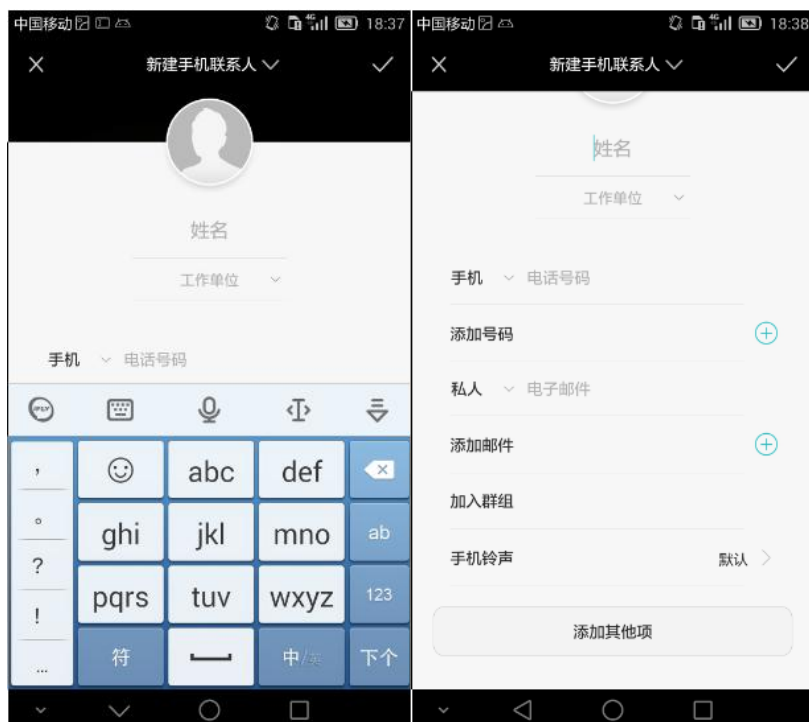 中国移动 4G 18:37
新建手机联系人
姓名
工作单位
手机 电话号码
iFLY
, abc def
。 ghi jkl mno ab
? pqrs tuv wxyz 123
!
... 符 中/英 下个
中国移动 4G 18:38
新建手机联系人
姓名
工作单位
手机 电话号码
添加号码
私人 电子邮件
添加邮件
加入群组
手机铃声 默认
添加其他项